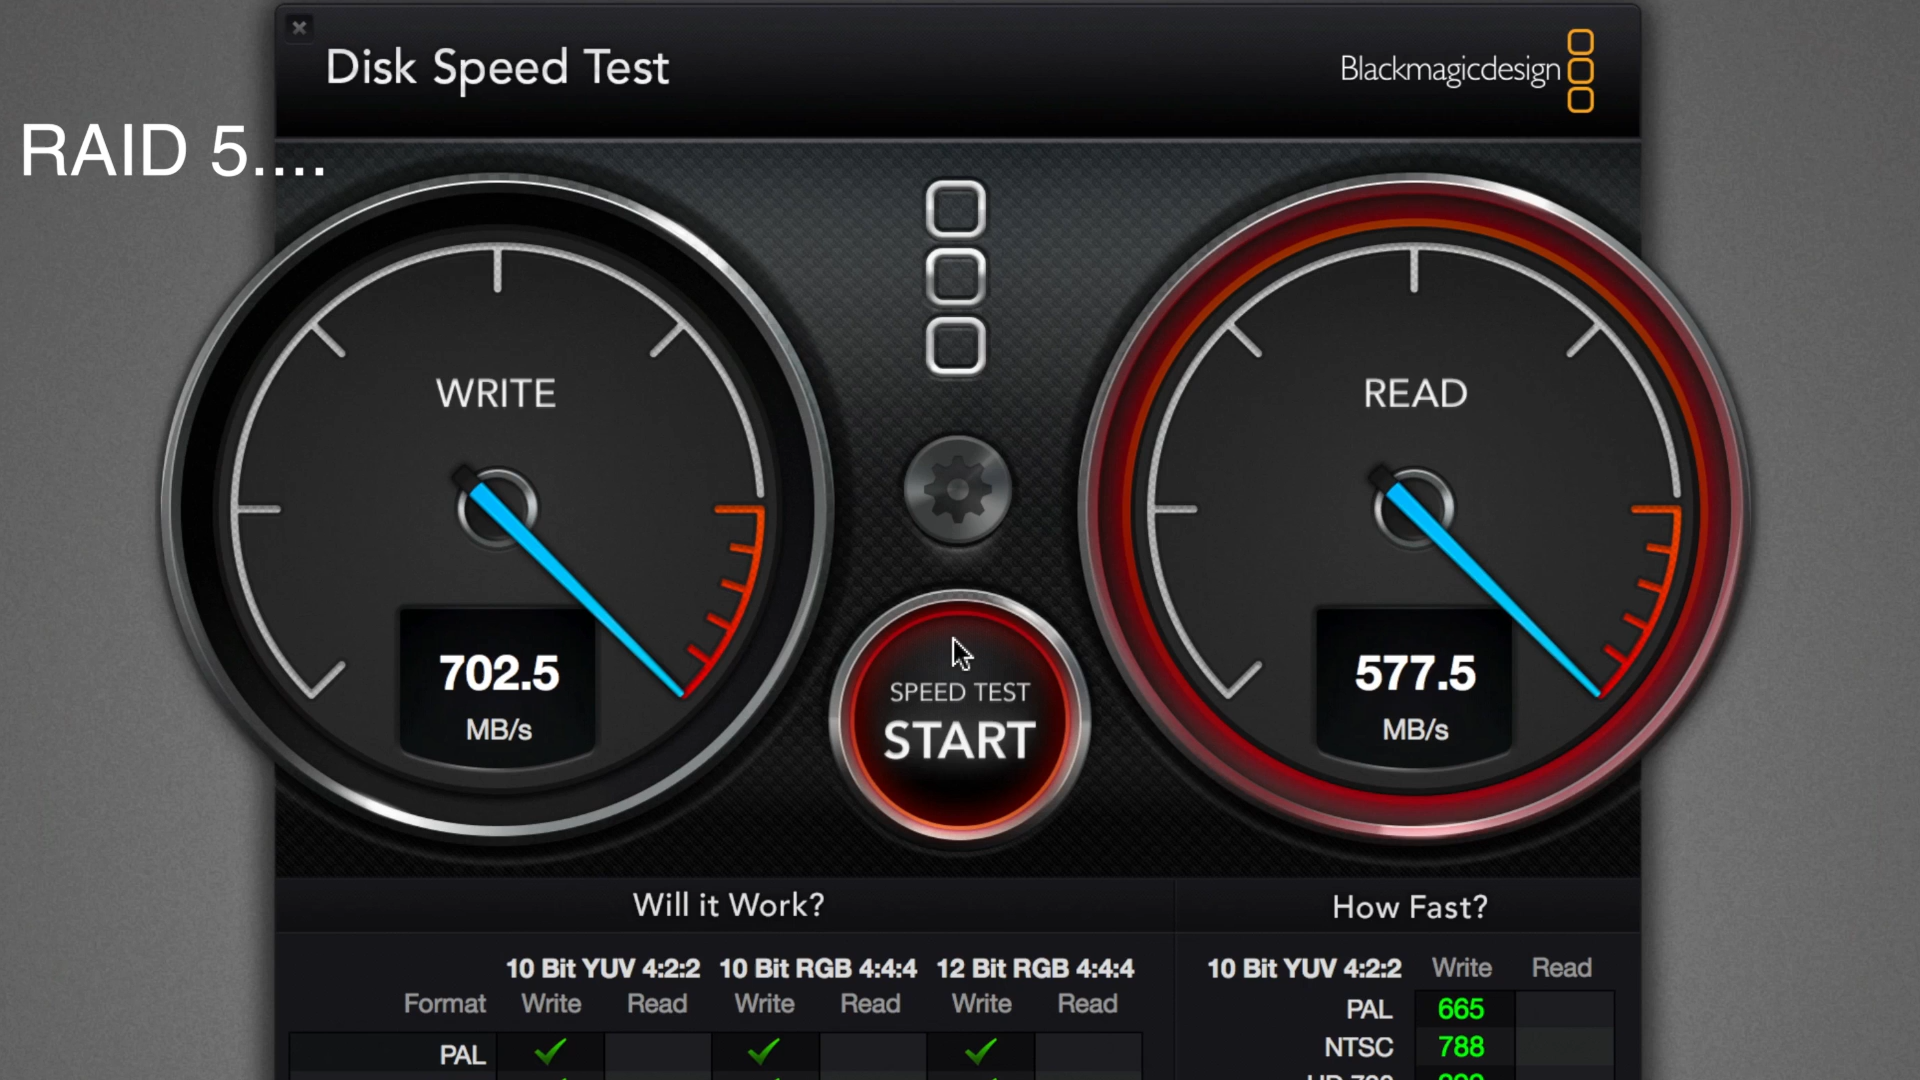 Disk Speed Test
Blackmagicdesign
RAID 5....
WRITE
READ
702.5
MB/s
SPEED TEST
START
577.5
MB/s
Will it Work?
How Fast?
10 Bit YUV 4:2:2 10 Bit RGB 4:4:4 12 Bit RGB 4:4:4
Format Write Read Write Read Write Read
PAL
10 Bit YUV 4:2:2 Write Read
PAL 665
NTSC 788